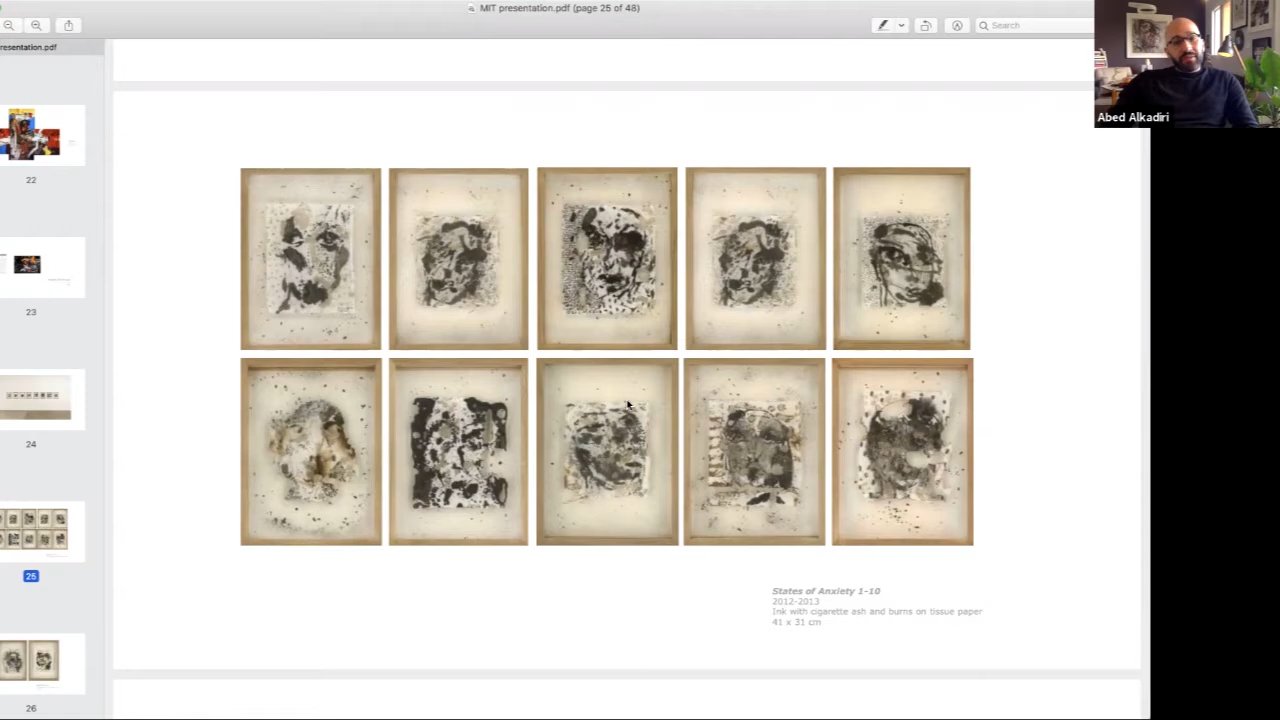 MIT presentation.pdf (page 25 of 48)
Search
resentation.pdf
Abed Alkadiri
22
23
24
25
26
States of Anxiety 1-10
2012-2013
Ink with cigarette ash and burns on tissue paper
41 x 31 cm